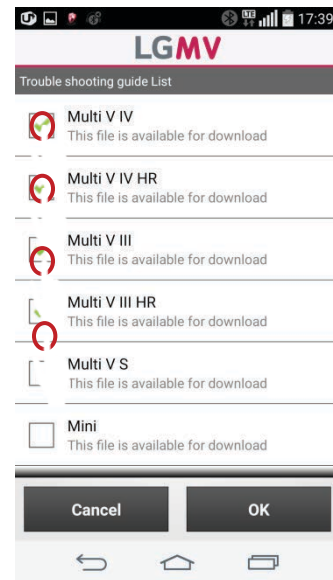 LTE
17:39
LGMV
Trouble shooting guide List
Multi V IV
This file is available for download
Multi V IV HR
This file is available for download
Multi V III
This file is available for download
Multi V III HR
This file is available for download
Multi V S
This file is available for download
Mini
This file is available for download
Cancel
OK